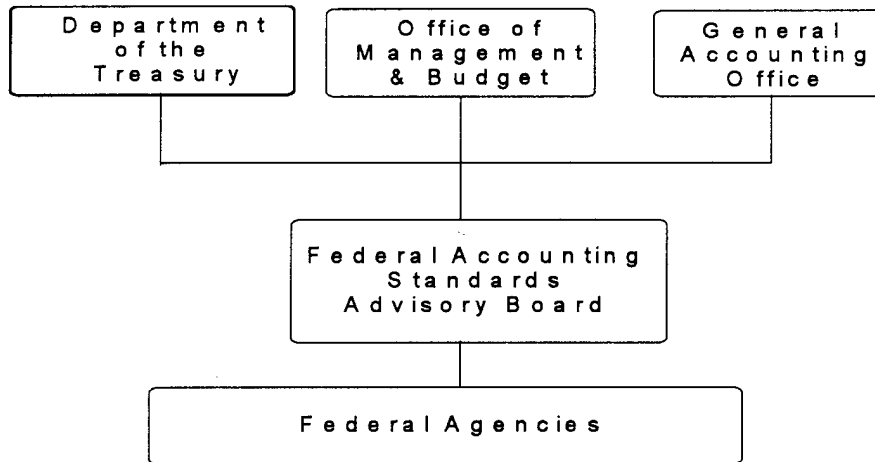 Department
of the
Treasury
Office of
Management
& Budget
General
Accounting
Office
Federal Accounting
Standards
Advisory Board
Federal Agencies